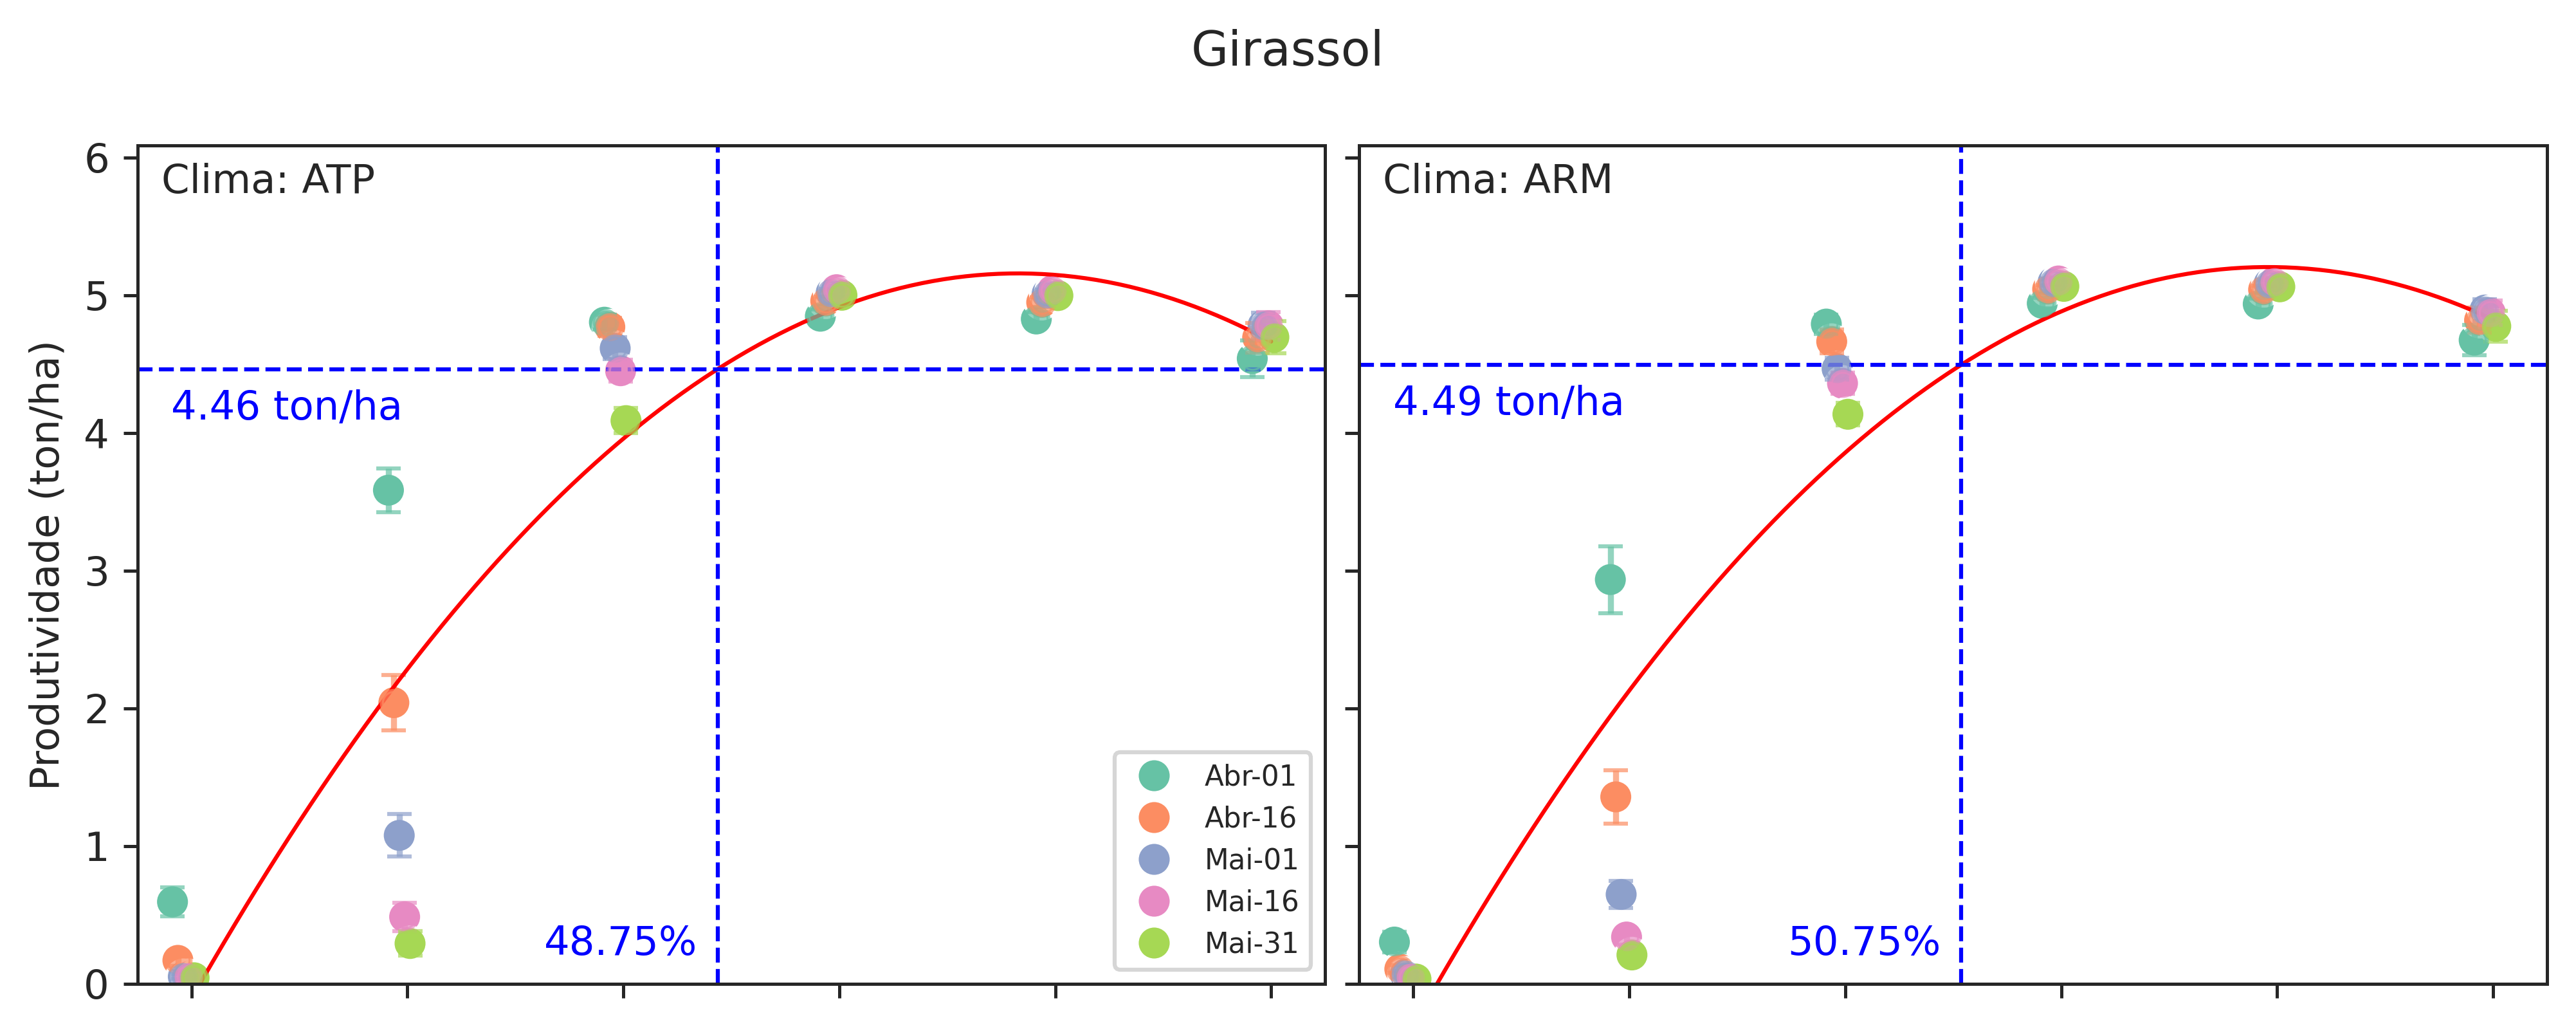 Girassol
Clima: ATP
Clima: ARM
Produtividade (ton/ha)
6
5
4
3
2
1
0
4.46 ton/ha
48.75%
Abr-01
Abr-16
Mai-01
Mai-16
Mai-31
4.49 ton/ha
50.75%